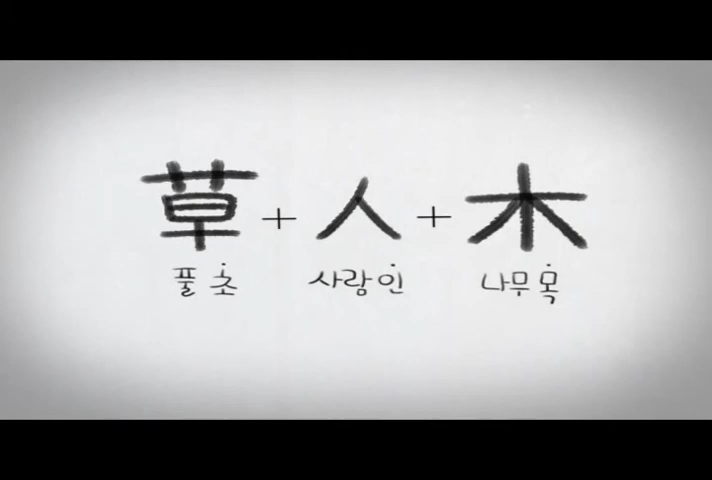 草 + 人 + 木
풀 초 사람 인 나무 목